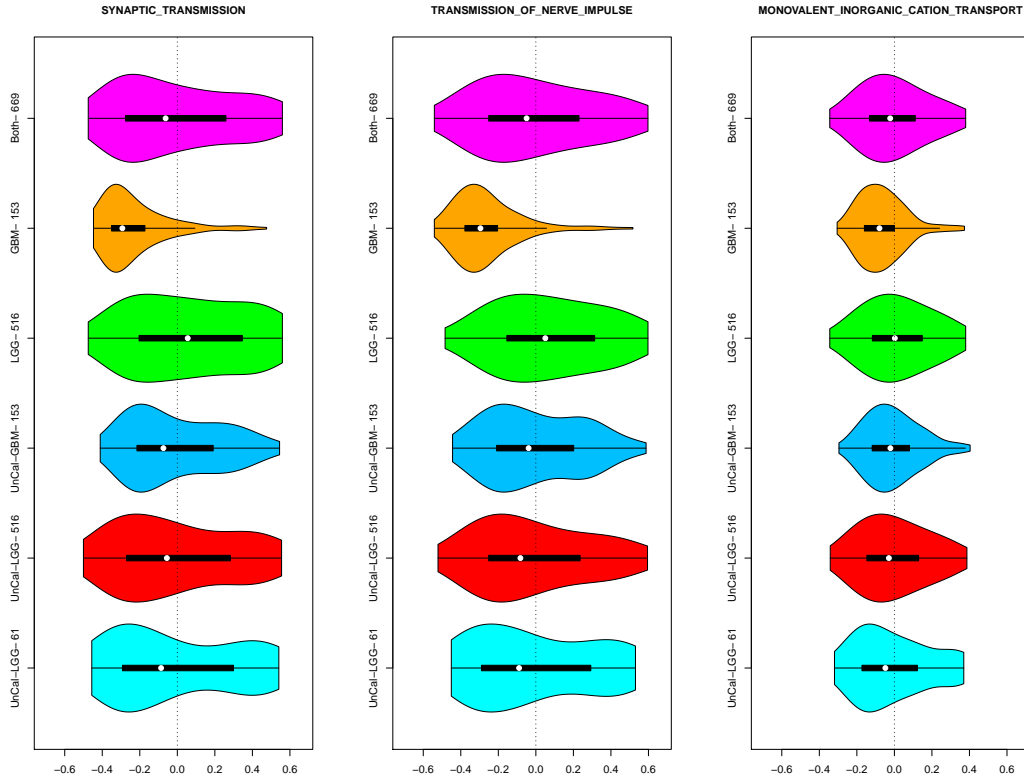 SYNAPTIC_TRANSMISSION
Both− 669
GBM− 153
LGG− 516
UnCal−GBM− 153
UnCal−LGG− 516
UnCal−LGG− 61
−0.6 −0.4 −0.2 0.0 0.2 0.4 0.6
TRANSMISSION_OF_NERVE_IMPULSE
Both− 669
GBM− 153
LGG− 516
UnCal−GBM− 153
UnCal−LGG− 516
UnCal−LGG− 61
−0.6 −0.4 −0.2 0.0 0.2 0.4 0.6
MONOVALENT_INORGANIC_CATION_TRANSPORT
Both− 669
GBM− 153
LGG− 516
UnCal−GBM− 153
UnCal−LGG− 516
UnCal−LGG− 61
−0.6 −0.4 −0.2 0.0 0.2 0.4 0.6